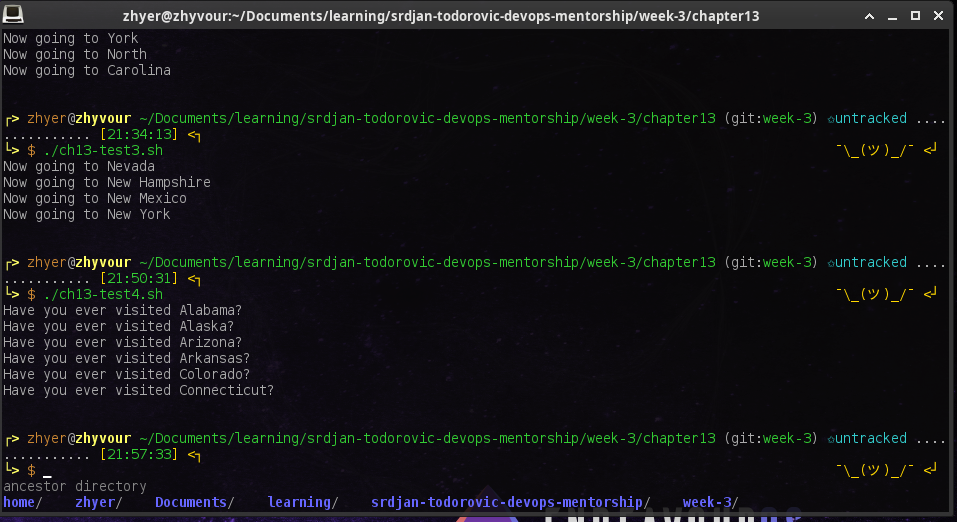 zhyer@zhyvour:~/Documents/learning/srdjan-todorovic-devops-mentorship/week-3/chapter13
Now going to York
Now going to North
Now going to Carolina
┌> zhyer@zhyvour ~/Documents/learning/srdjan-todorovic-devops-mentorship/week-3/chapter13 (git:week-3) ✩untracked ....
........... [21:34:13] <┐
└> $ ./ch13-test3.sh ¯\_(ツ)_/¯ <┘
Now going to Nevada
Now going to New Hampshire
Now going to New Mexico
Now going to New York
┌> zhyer@zhyvour ~/Documents/learning/srdjan-todorovic-devops-mentorship/week-3/chapter13 (git:week-3) ✩untracked ....
........... [21:50:31] <┐
└> $ ./ch13-test4.sh ¯\_(ツ)_/¯ <┘
Have you ever visited Alabama?
Have you ever visited Alaska?
Have you ever visited Arizona?
Have you ever visited Arkansas?
Have you ever visited Colorado?
Have you ever visited Connecticut?
┌> zhyer@zhyvour ~/Documents/learning/srdjan-todorovic-devops-mentorship/week-3/chapter13 (git:week-3) ✩untracked ....
........... [21:57:33] <┐
└> $ _ ¯\_(ツ)_/¯ <┘
ancestor directory
home/ zhyer/ Documents/ learning/ srdjan-todorovic-devops-mentorship/ week-3/